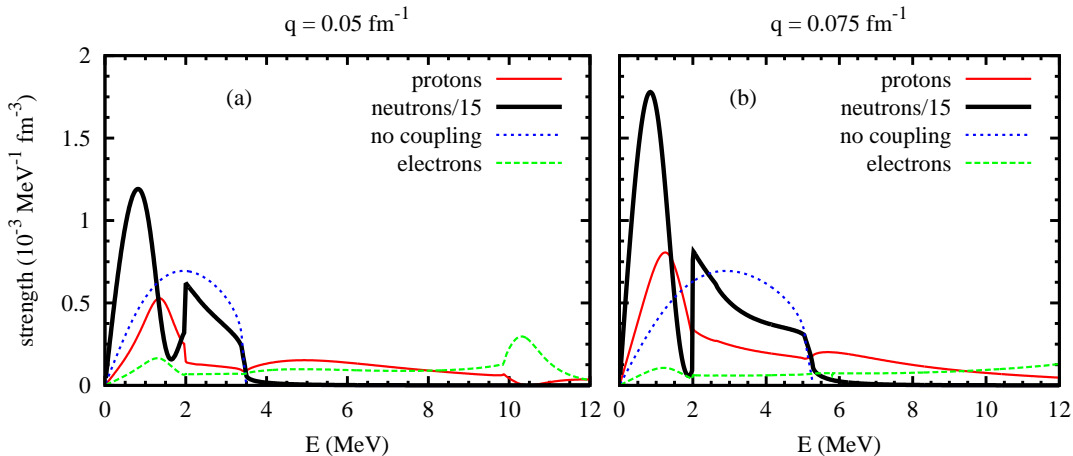 q = 0.05 fm⁻¹
q = 0.075 fm⁻¹
strength (10⁻³ MeV⁻¹ fm⁻³)
2
1.5
1
0.5
0
(a)
protons
neutrons/15
no coupling
electrons
0 2 4 6 8 10 12
E (MeV)
(b)
protons
neutrons/15
no coupling
electrons
0 2 4 6 8 10 12
E (MeV)